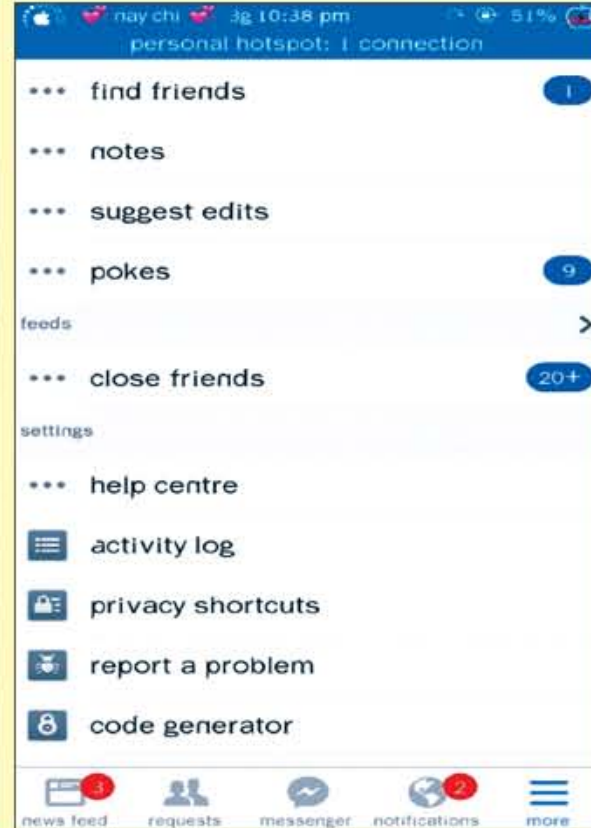 nay chi 3g 10:38 pm 51%
personal hotspot: 1 connection
find friends 1
notes
suggest edits
pokes 9
feeds
close friends 20+
settings
help centre
activity log
privacy shortcuts
report a problem
code generator
3 2
news feed requests messenger notifications more